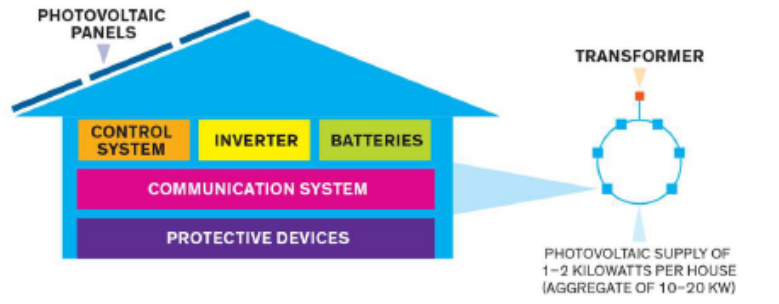 PHOTOVOLTAIC
PANELS
TRANSFORMER
CONTROL
SYSTEM
INVERTER
BATTERIES
COMMUNICATION SYSTEM
PROTECTIVE DEVICES
PHOTOVOLTAIC SUPPLY OF
1–2 KILOWATTS PER HOUSE
(AGGREGATE OF 10–20 KW)